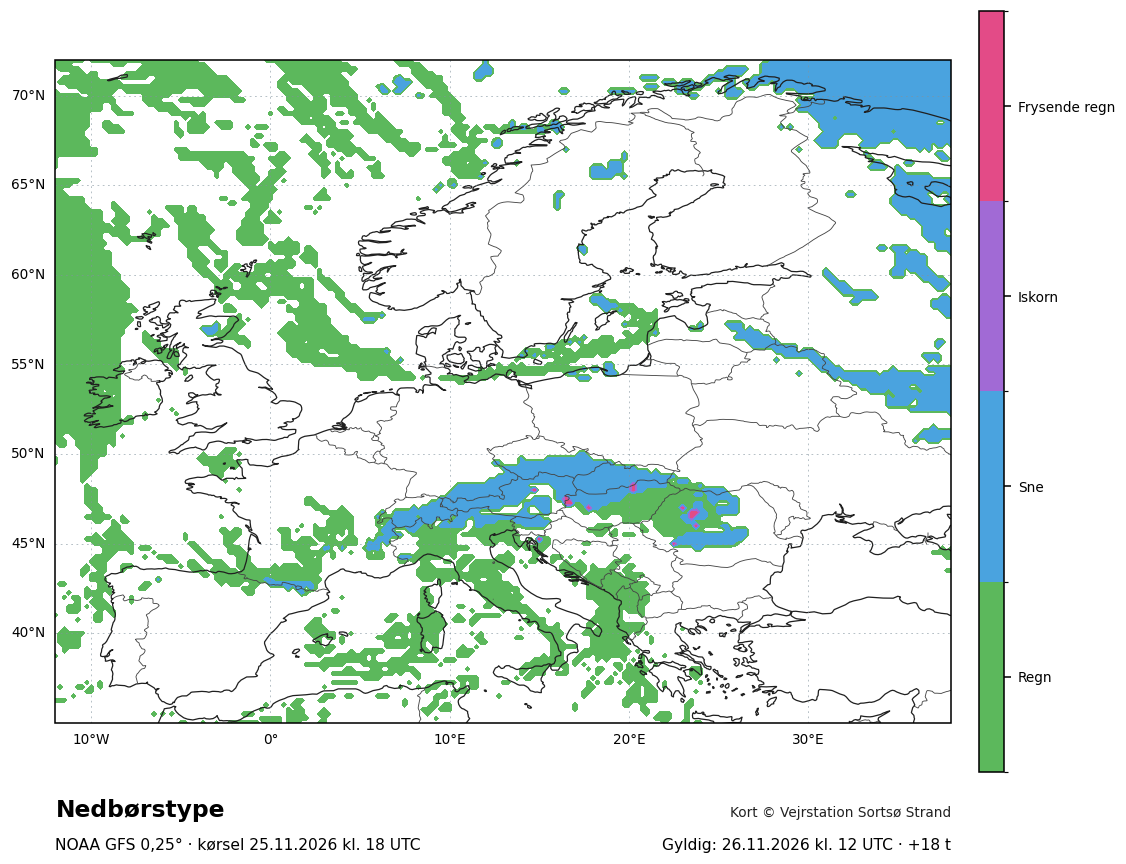 70°N
65°N
60°N
55°N
50°N
45°N
40°N
10°W
0°
10°E
20°E
30°E
Frysende regn
Iskorn
Sne
Regn
Nedbørstype
Kort © Vejrstation Sortsø Strand
NOAA GFS 0,25° · kørsel 25.11.2026 kl. 18 UTC
Gyldig: 26.11.2026 kl. 12 UTC · +18 t